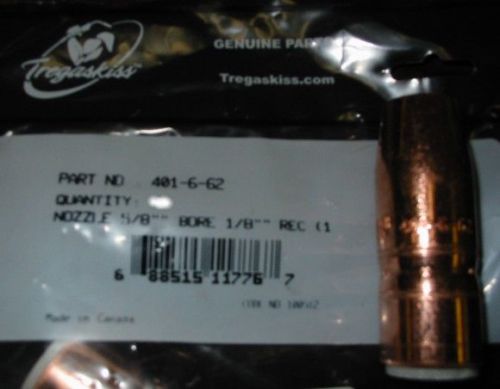 Tregaskiss
GENUINE PARTS
Tregaskiss.com
PART NO. 401-6-62
QUANTITY:
NOZZLE 5/8"" BORE 1/8"" REC (1
6 88515 11776 7
Made in Canada